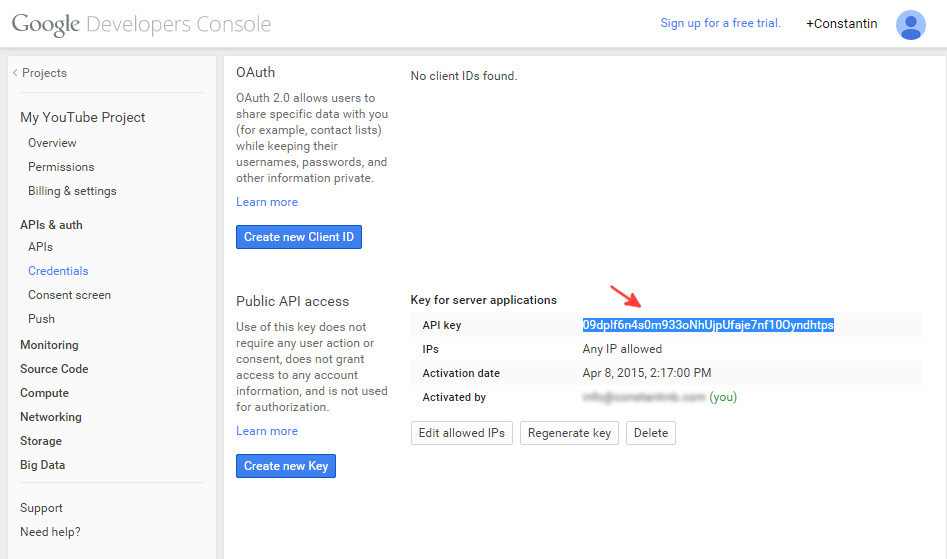 Google Developers Console
Sign up for a free trial.
+Constantin
< Projects
My YouTube Project
Overview
Permissions
Billing & settings
APIs & auth
APIs
Credentials
Consent screen
Push
Monitoring
Source Code
Compute
Networking
Storage
Big Data
Support
Need help?
OAuth
OAuth 2.0 allows users to
share specific data with you
(for example, contact lists)
while keeping their
usernames, passwords, and
other information private.
Learn more
Create new Client ID
No client IDs found.
Public API access
Use of this key does not
require any user action or
consent, does not grant
access to any account
information, and is not used
for authorization.
Learn more
Create new Key
Key for server applications
API key 09dplf6n4s0m933oNhUjpUfaje7nf10Oyndhtps
IPs Any IP allowed
Activation date Apr 8, 2015, 2:17:00 PM
Activated by (you)
Edit allowed IPs Regenerate key Delete